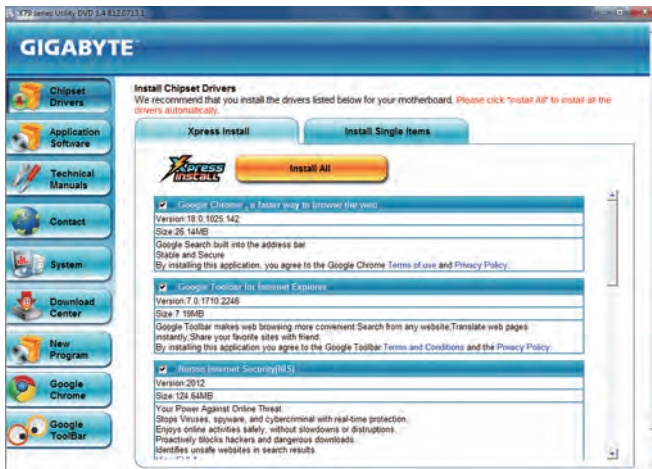 X79 series Utility DVD 1.4 B12.0713.1
GIGABYTE
Chipset
Drivers
Application
Software
Technical
Manuals
Contact
System
Download
Center
New
Program
Google
Chrome
Google
ToolBar
Install Chipset Drivers
We recommend that you install the drivers listed below for your motherboard. Please click "Install All" to install all the
drivers automatically.
Xpress Install
Install Single Items
Xpress
INSTALL
Install All
Google Chrome , a faster way to browse the web
Version:18.0.1025.142
Size:26.14MB
Google Search built into the address bar
Stable and Secure
By installing this application, you agree to the Google Chrome Terms of use and Privacy Policy.
Google Toolbar for Internet Explorer
Version:7.0.1710.2246
Size:7.19MB
Google Toolbar makes web browsing more convenient.Search from any website;Translate web pages
instantly;Share your favorite sites with friend.
By installing this application you agree to the Google Toolbar Terms and Conditions and the Privacy Policy.
Norton Internet Security(NIS)
Version:2012
Size:124.64MB
Your Power Against Online Threat.
Stops Viruses, spyware, and cybercriminal with real-time protection.
Enjoys online activities safely, without slowdowns or distruptions.
Proactively blocks hackers and dangerous downloads.
Identifies unsafe websites in search results.